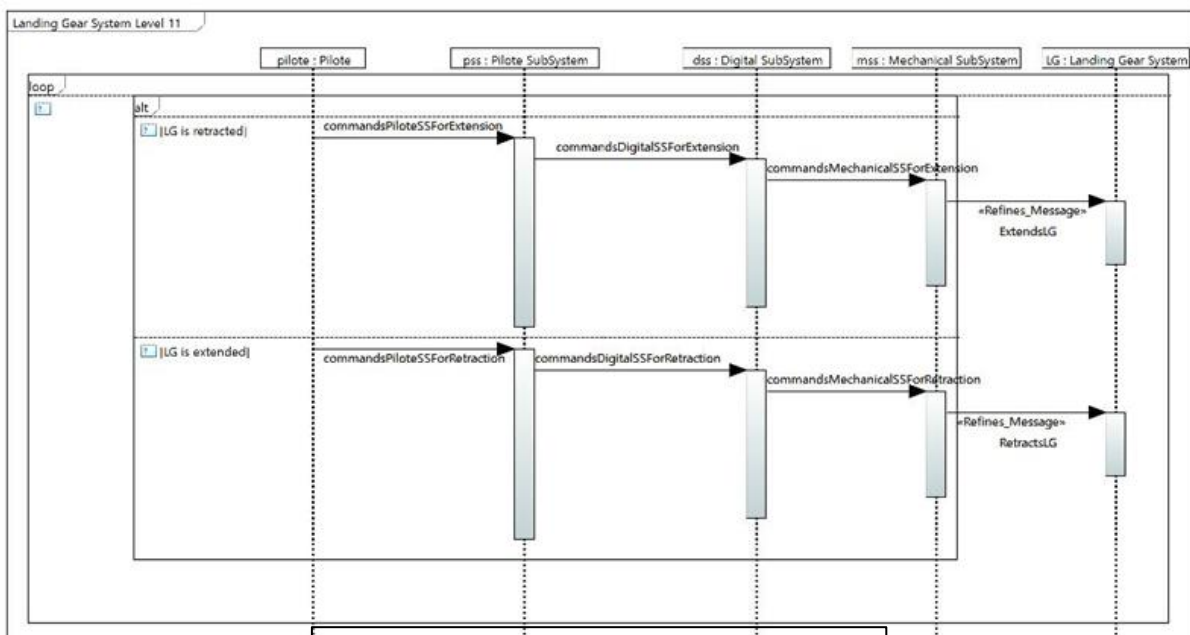 Landing Gear System Level 11
pilote : Pilote
pss : Pilote SubSystem
dss : Digital SubSystem
mss : Mechanical SubSystem
LG : Landing Gear System
loop
alt
[LG is retracted]
commandsPiloteSSForExtension
commandsDigitalSSForExtension
commandsMechanicalSSForExtension
«Refines_Message»
ExtendsLG
[LG is extended]
commandsPiloteSSForRetraction
commandsDigitalSSForRetraction
commandsMechanicalSSForRetraction
«Refines_Message»
RetractsLG